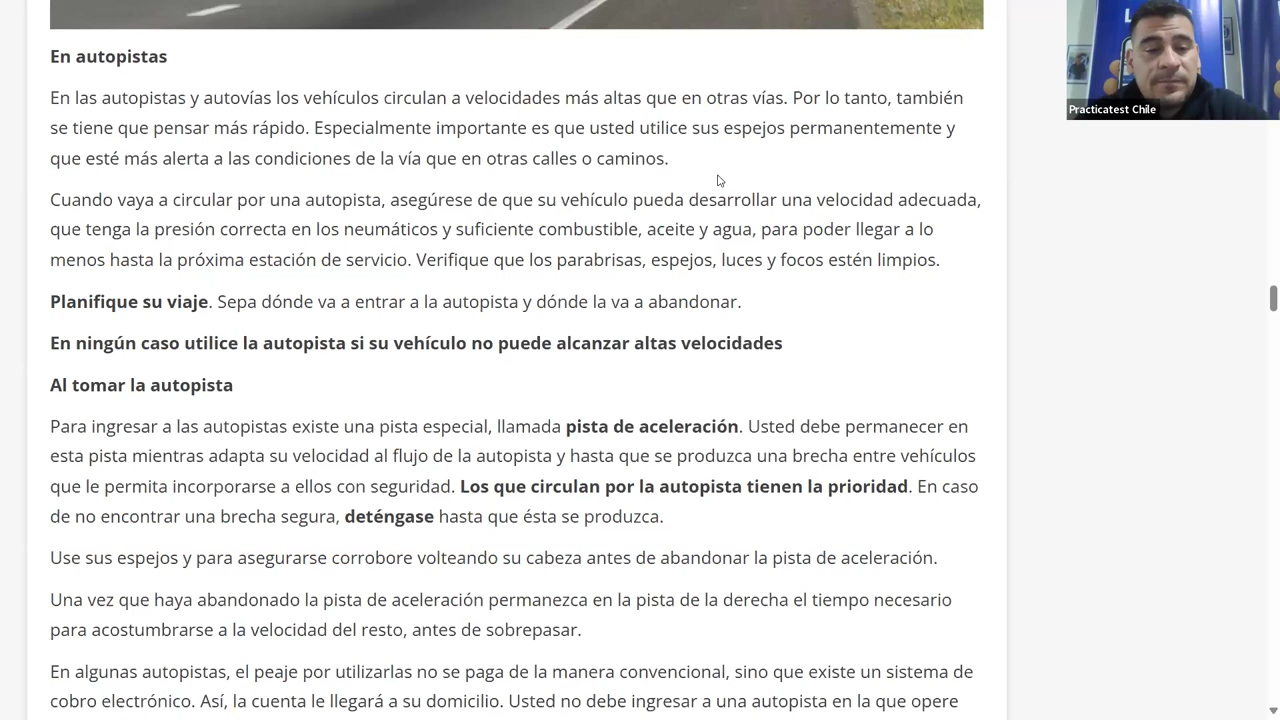 En autopistas
En las autopistas y autovías los vehículos circulan a velocidades más altas que en otras vías. Por lo tanto, también
se tiene que pensar más rápido. Especialmente importante es que usted utilice sus espejos permanentemente y
que esté más alerta a las condiciones de la vía que en otras calles o caminos.
Cuando vaya a circular por una autopista, asegúrese de que su vehículo pueda desarrollar una velocidad adecuada,
que tenga la presión correcta en los neumáticos y suficiente combustible, aceite y agua, para poder llegar a lo
menos hasta la próxima estación de servicio. Verifique que los parabrisas, espejos, luces y focos estén limpios.
Planifique su viaje. Sepa dónde va a entrar a la autopista y dónde la va a abandonar.
En ningún caso utilice la autopista si su vehículo no puede alcanzar altas velocidades
Al tomar la autopista
Para ingresar a las autopistas existe una pista especial, llamada pista de aceleración. Usted debe permanecer en
esta pista mientras adapta su velocidad al flujo de la autopista y hasta que se produzca una brecha entre vehículos
que le permita incorporarse a ellos con seguridad. Los que circulan por la autopista tienen la prioridad. En caso
de no encontrar una brecha segura, deténgase hasta que ésta se produzca.
Use sus espejos y para asegurarse corrobore volteando su cabeza antes de abandonar la pista de aceleración.
Una vez que haya abandonado la pista de aceleración permanezca en la pista de la derecha el tiempo necesario
para acostumbrarse a la velocidad del resto, antes de sobrepasar.
En algunas autopistas, el peaje por utilizarlas no se paga de la manera convencional, sino que existe un sistema de
cobro electrónico. Así, la cuenta le llegará a su domicilio. Usted no debe ingresar a una autopista en la que opere
Practicatest Chile